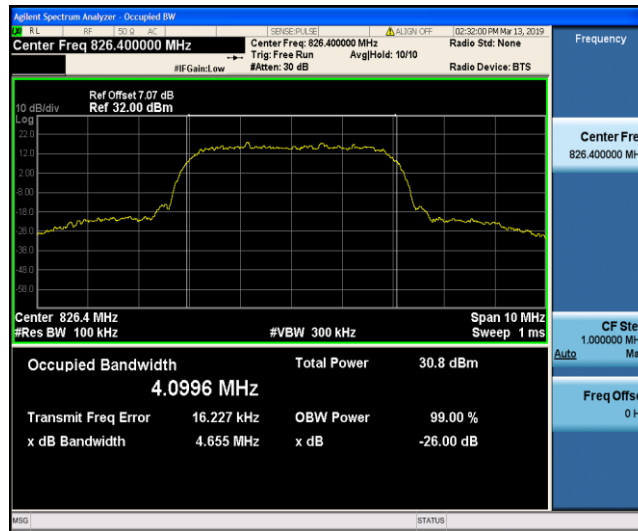 Agilent Spectrum Analyzer - Occupied BW
RL RF 50 Ω AC SENSE:PULSE ALIGN OFF 02:32:00 PM Mar 13, 2019
Center Freq 826.400000 MHz
Center Freq: 826.400000 MHz
Radio Std: None
Trig: Free Run Avg|Hold: 10/10
#IFGain:Low
#Atten: 30 dB
Radio Device: BTS
Ref Offset 7.07 dB
10 dB/div Ref 32.00 dBm
Log
22.0
12.0
2.00
-8.00
-18.0
-28.0
-38.0
-48.0
-58.0
Center 826.4 MHz Span 10 MHz
#Res BW 100 kHz #VBW 300 kHz Sweep 1 ms
Occupied Bandwidth Total Power 30.8 dBm
4.0996 MHz
Transmit Freq Error 16.227 kHz OBW Power 99.00 %
x dB Bandwidth 4.655 MHz x dB -26.00 dB
MSG STATUS
Frequency
Center Fre
826.400000 MH
CF Ste
1.000000 MH
Auto Ma
Freq Offse
0 H